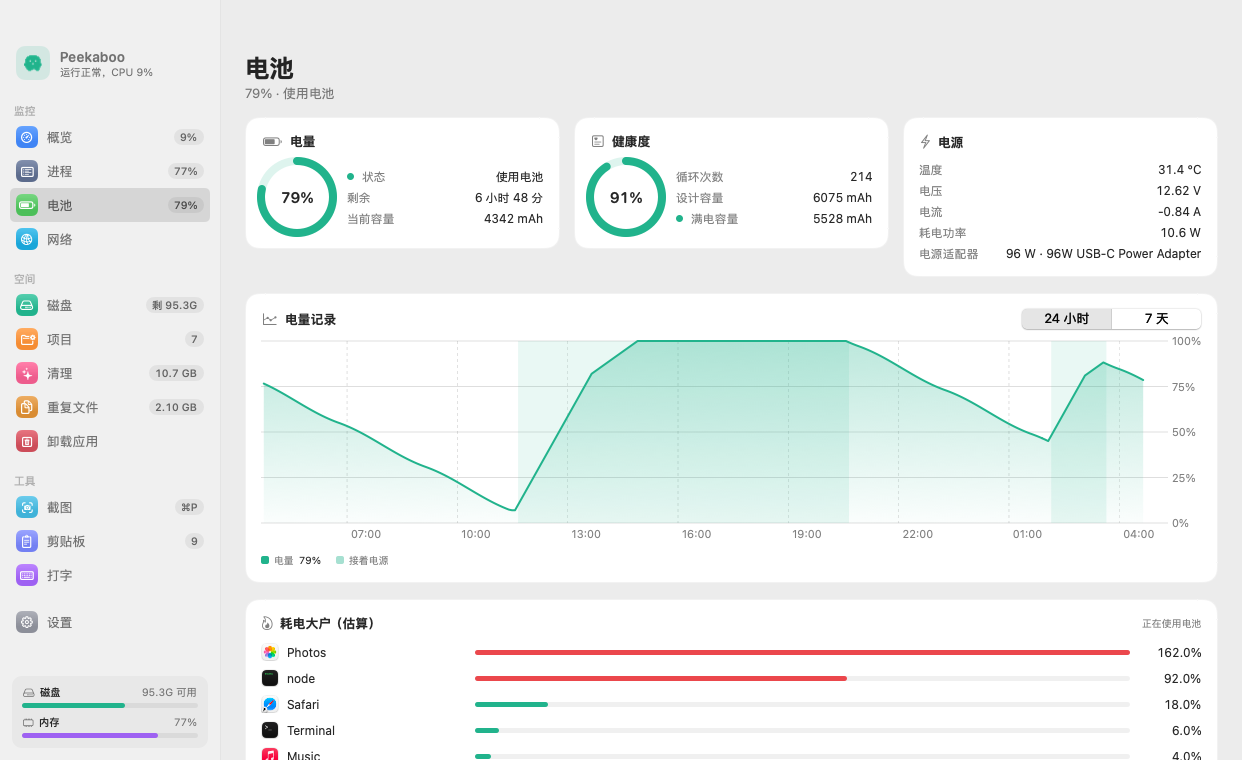 Peekaboo
运行正常，CPU 9%
监控
概览 9%
进程 77%
电池 79%
网络
空间
磁盘 剩 95.3G
项目 7
清理 10.7 GB
重复文件 2.10 GB
卸载应用
工具
截图 ⌘P
剪贴板 9
打字
设置
磁盘 95.3G 可用
内存 77%
电池
79% · 使用电池
电量
79%
状态 使用电池
剩余 6 小时 48 分
当前容量 4342 mAh
健康度
91%
循环次数 214
设计容量 6075 mAh
满电容量 5528 mAh
电源
温度 31.4 °C
电压 12.62 V
电流 -0.84 A
耗电功率 10.6 W
电源适配器 96 W · 96W USB-C Power Adapter
电量记录 24 小时 7 天
100%
75%
50%
25%
0%
07:00 10:00 13:00 16:00 19:00 22:00 01:00 04:00
电量 79% 接着电源
耗电大户（估算） 正在使用电池
Photos 162.0%
node 92.0%
Safari 18.0%
Terminal 6.0%
Music 4.0%